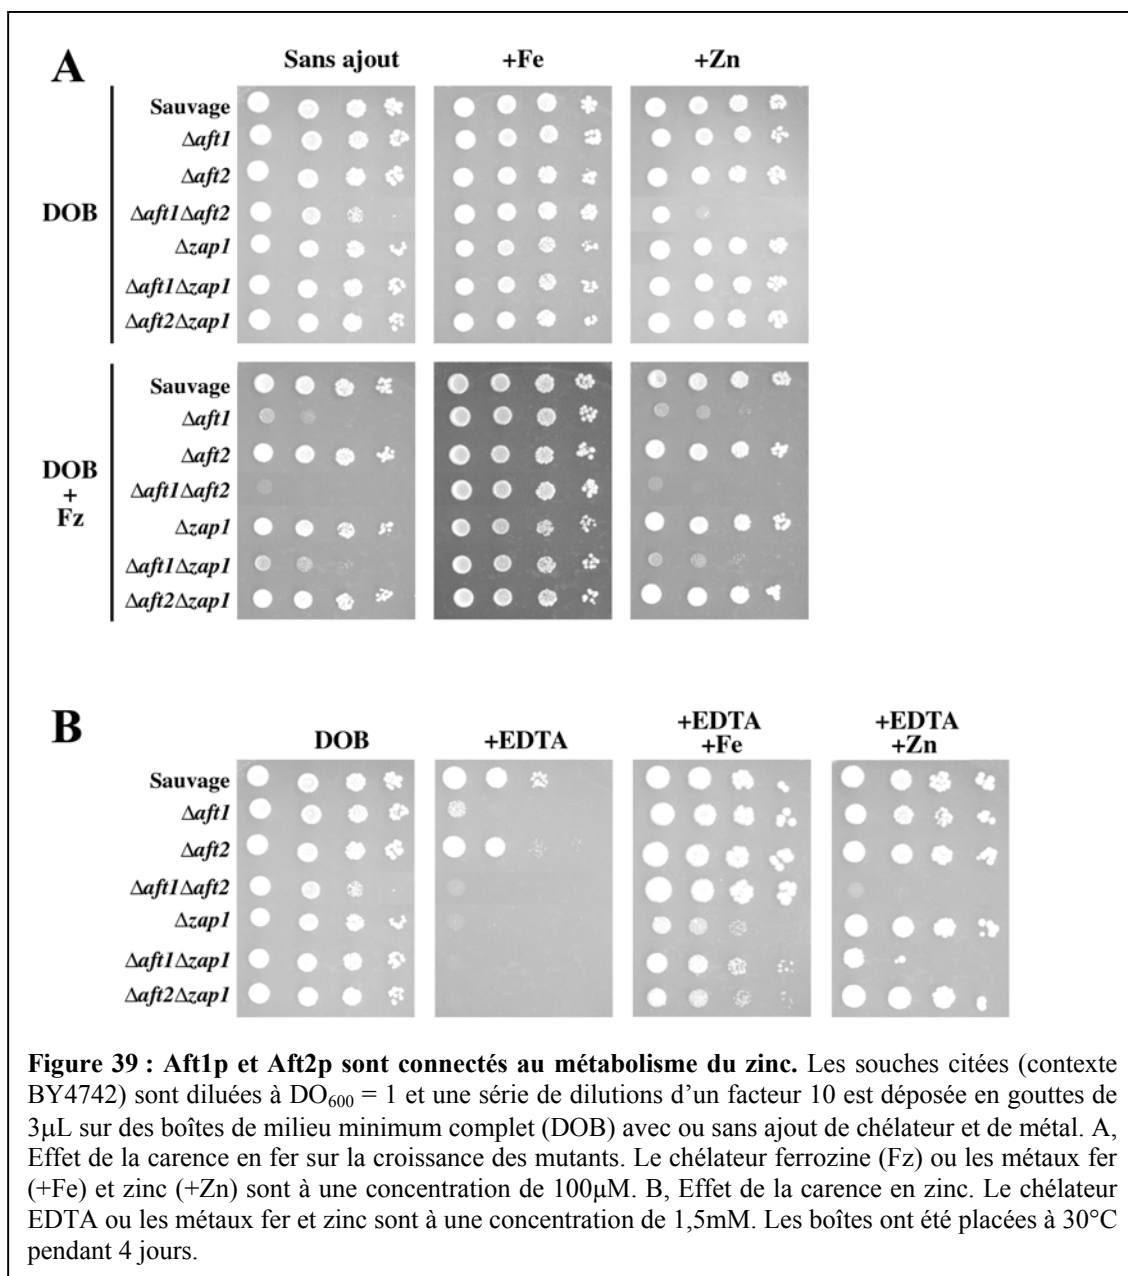 A
Sans ajout +Fe +Zn
DOB
Sauvage
Δaft1
Δaft2
Δaft1Δaft2
Δzap1
Δaft1Δzap1
Δaft2Δzap1
DOB
+
Fz
Sauvage
Δaft1
Δaft2
Δaft1Δaft2
Δzap1
Δaft1Δzap1
Δaft2Δzap1
B
DOB +EDTA +EDTA +EDTA
+Fe +Zn
Sauvage
Δaft1
Δaft2
Δaft1Δaft2
Δzap1
Δaft1Δzap1
Δaft2Δzap1
Figure 39 : Aft1p et Aft2p sont connectés au métabolisme du zinc. Les souches citées (contexte
BY4742) sont diluées à DO₆₀₀ = 1 et une série de dilutions d’un facteur 10 est déposée en gouttes de
3μL sur des boîtes de milieu minimum complet (DOB) avec ou sans ajout de chélateur et de métal. A,
Effet de la carence en fer sur la croissance des mutants. Le chélateur ferrozine (Fz) ou les métaux fer
(+Fe) et zinc (+Zn) sont à une concentration de 100μM. B, Effet de la carence en zinc. Le chélateur
EDTA ou les métaux fer et zinc sont à une concentration de 1,5mM. Les boîtes ont été placées à 30°C
pendant 4 jours.